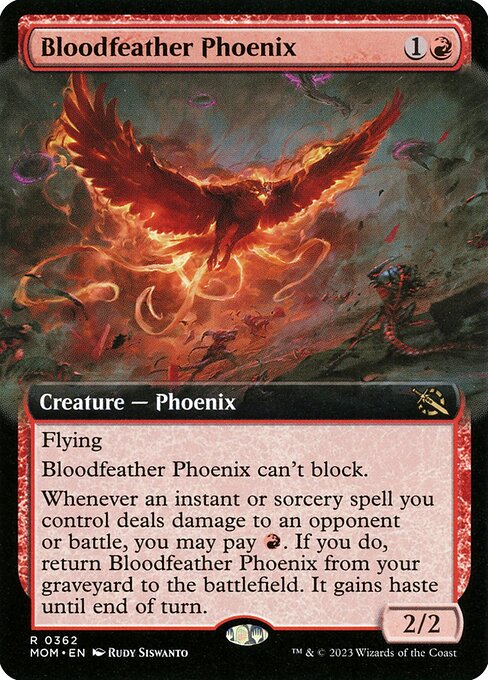 Bloodfeather Phoenix 1
Creature — Phoenix
Flying
Bloodfeather Phoenix can't block.
Whenever an instant or sorcery spell you
control deals damage to an opponent
or battle, you may pay . If you do,
return Bloodfeather Phoenix from your
graveyard to the battlefield. It gains haste
until end of turn.
2/2
R 0362
MOM • EN Rudy Siswanto
™ & © 2023 Wizards of the Coast